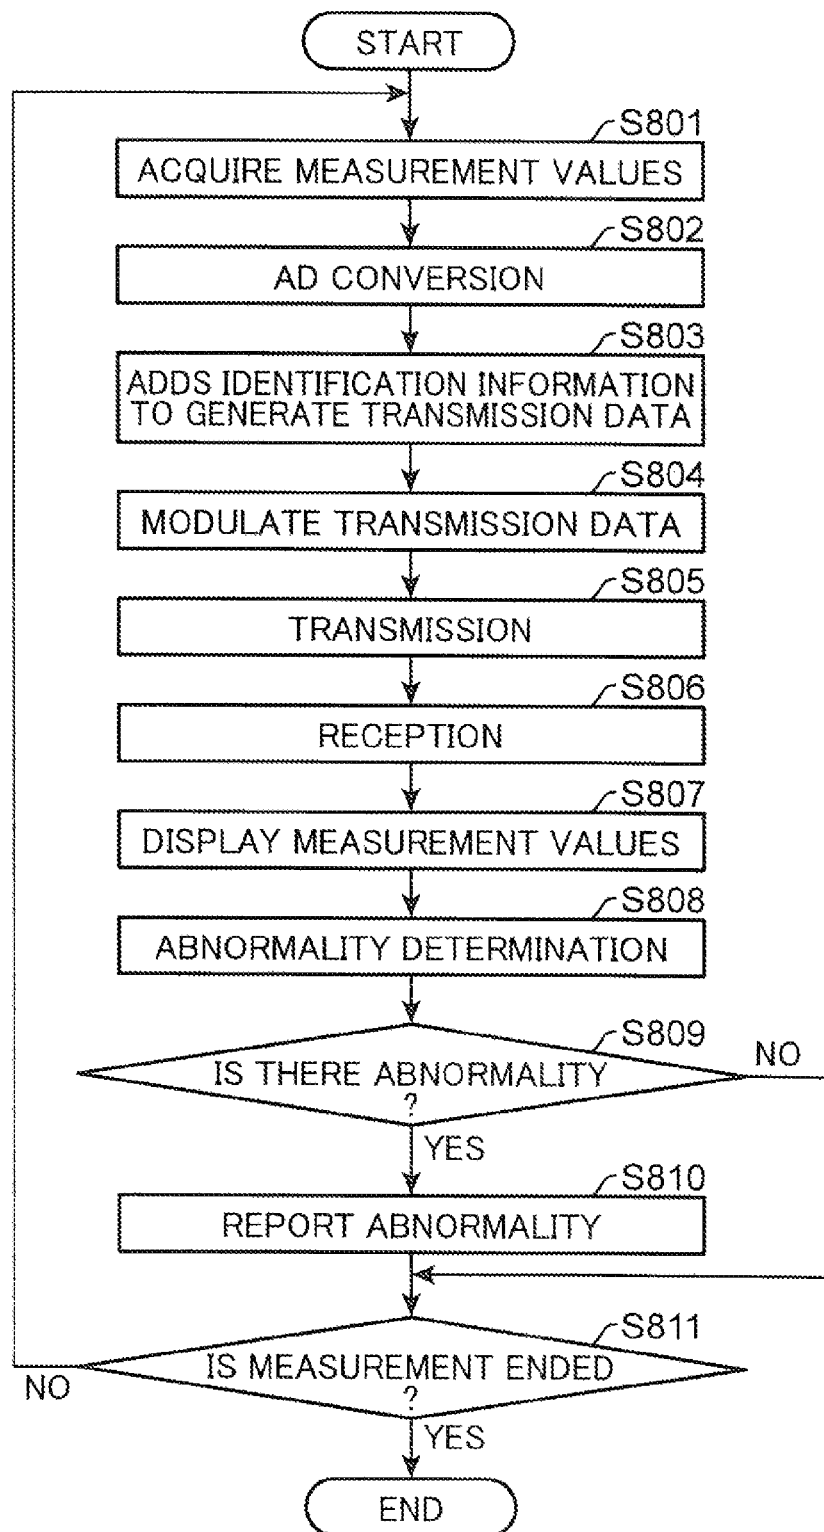 START
S801
ACQUIRE MEASUREMENT VALUES
S802
AD CONVERSION
S803
ADDS IDENTIFICATION INFORMATION
TO GENERATE TRANSMISSION DATA
S804
MODULATE TRANSMISSION DATA
S805
TRANSMISSION
S806
RECEPTION
S807
DISPLAY MEASUREMENT VALUES
S808
ABNORMALITY DETERMINATION
S809
IS THERE ABNORMALITY
?
NO
YES
S810
REPORT ABNORMALITY
S811
IS MEASUREMENT ENDED
?
NO
YES
END